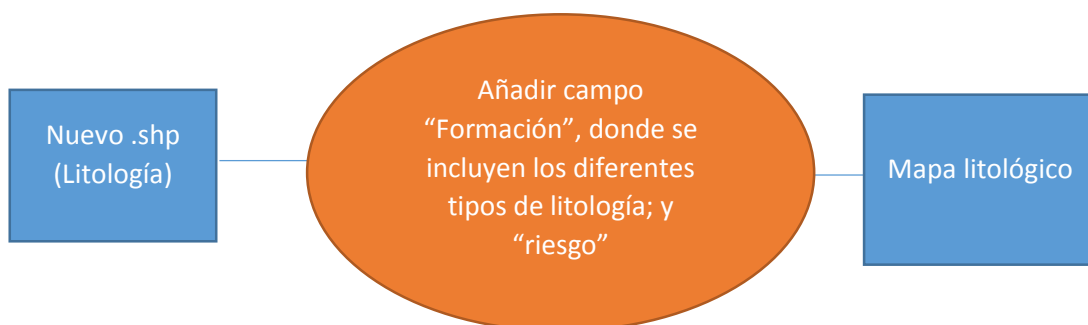 Nuevo .shp
(Litología)
Añadir campo
“Formación”, donde se
incluyen los diferentes
tipos de litología; y
“riesgo”
Mapa litológico